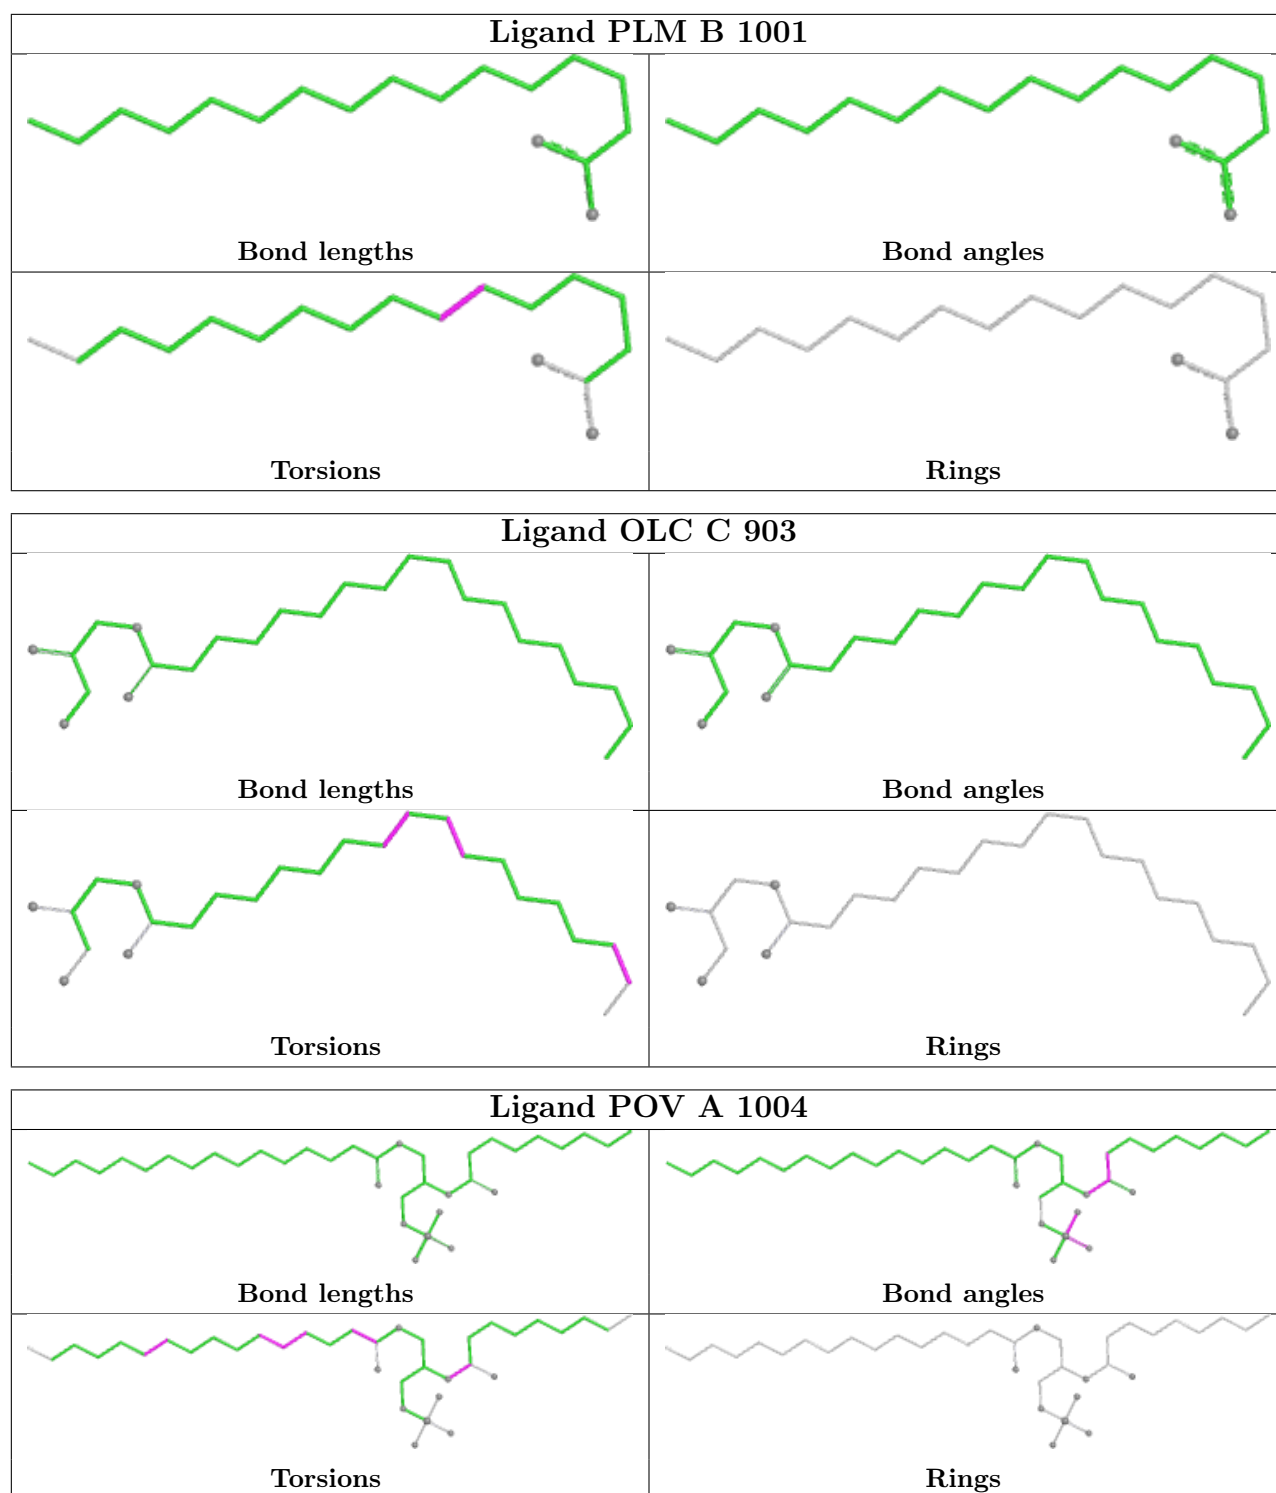 Ligand PLM B 1001
Bond lengths
Bond angles
Torsions
Rings
Ligand OLC C 903
Bond lengths
Bond angles
Torsions
Rings
Ligand POV A 1004
Bond lengths
Bond angles
Torsions
Rings